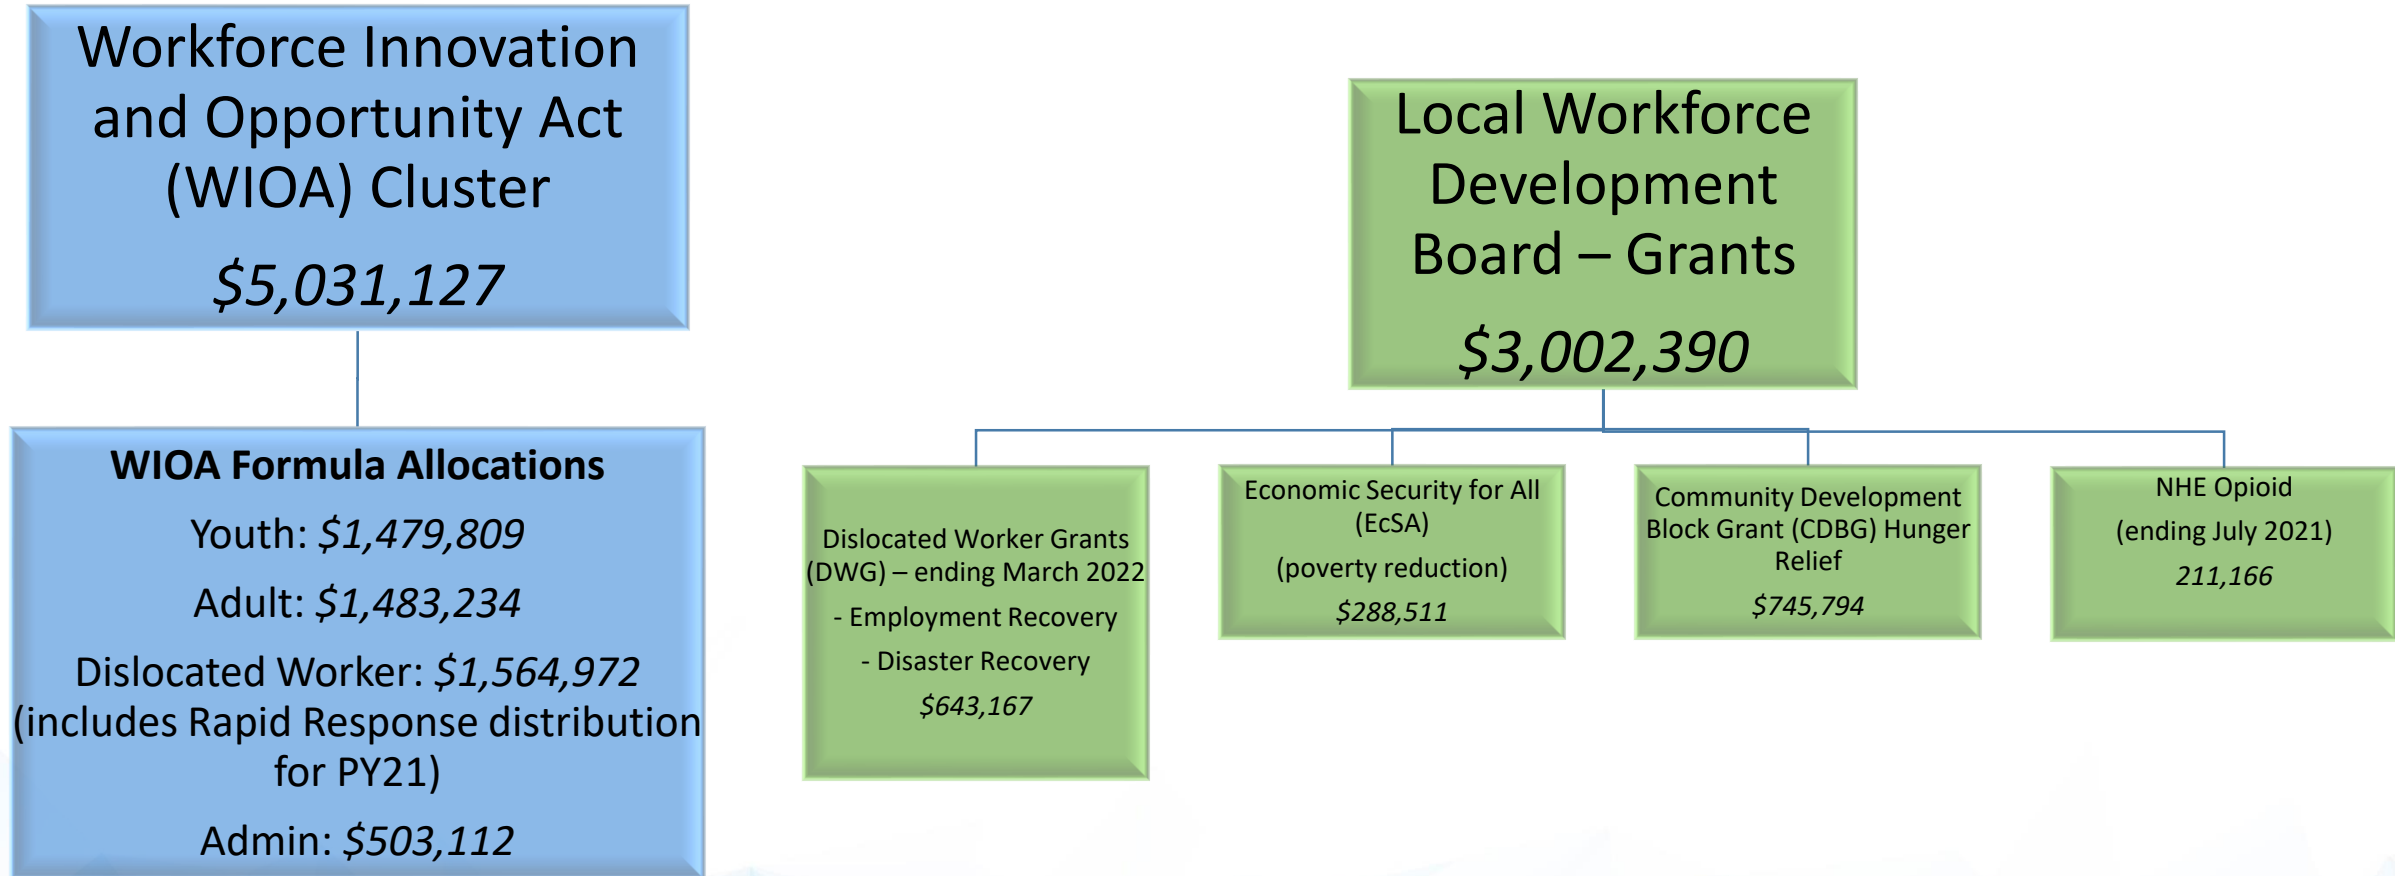 Workforce Innovation
and Opportunity Act
(WIOA) Cluster
$5,031,127
WIOA Formula Allocations
Youth: $1,479,809
Adult: $1,483,234
Dislocated Worker: $1,564,972
(includes Rapid Response distribution
for PY21)
Admin: $503,112
Local Workforce
Development
Board – Grants
$3,002,390
Dislocated Worker Grants
(DWG) – ending March 2022
- Employment Recovery
- Disaster Recovery
$643,167
Economic Security for All
(EcSA)
(poverty reduction)
$288,511
Community Development
Block Grant (CDBG) Hunger
Relief
$745,794
NHE Opioid
(ending July 2021)
211,166